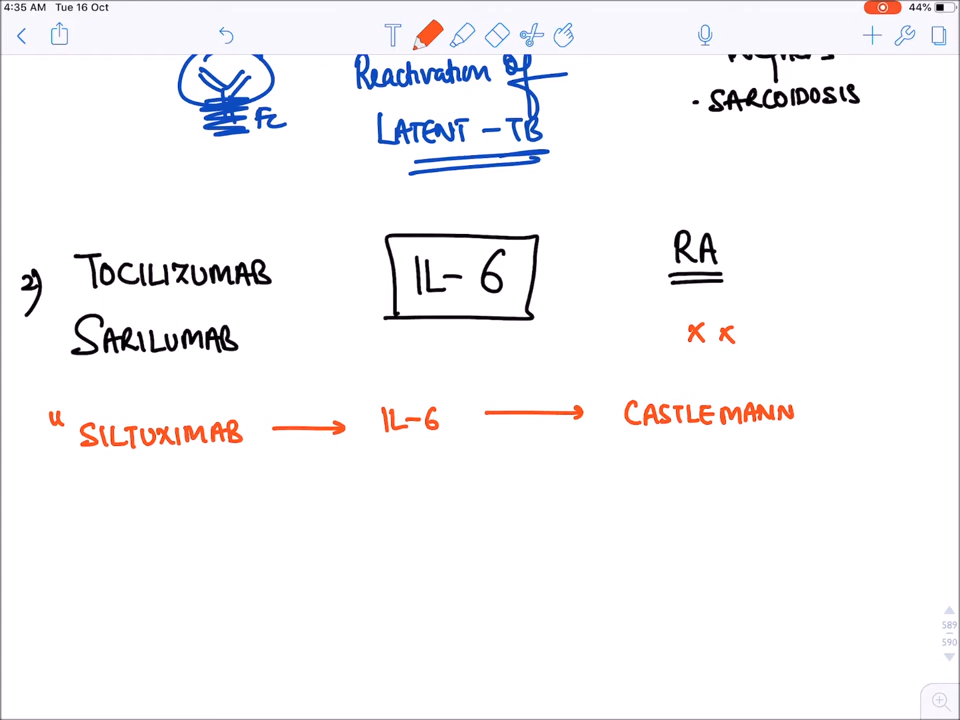 4:35 AM Tue 16 Oct 44%
T
Reactivation Of
Fc
LATENT - TB
· SARCOIDOSIS
2) TOCILIZUMAB IL- 6 RA
SARILUMAB x x
" SILTUXIMAB → IL-6 → CASTLEMANN
589
590